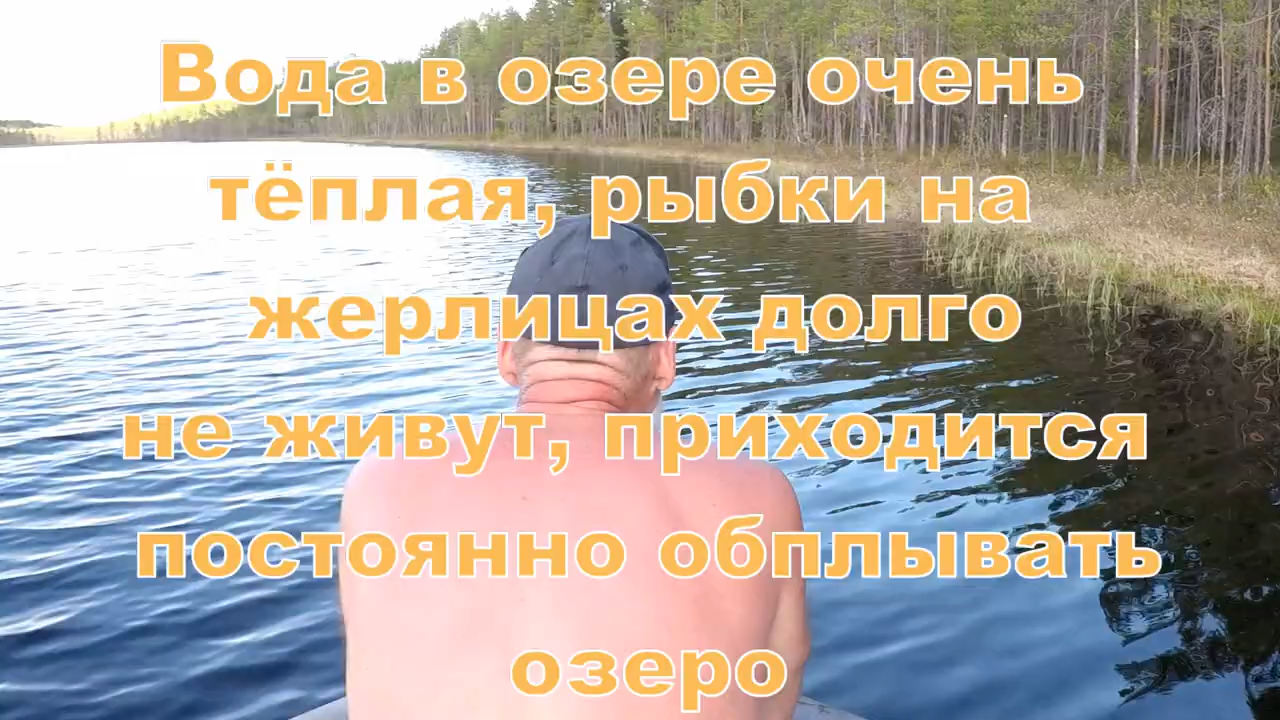 Вода в озере очень
тёплая, рыбки на
жерлицах долго
не живут, приходится
постоянно обплывать
озеро